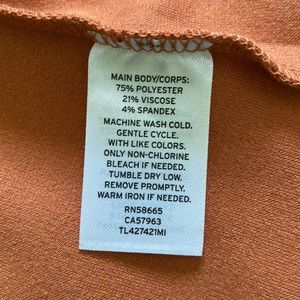 MAIN BODY/CORPS:
75% POLYESTER
21% VISCOSE
4% SPANDEX
MACHINE WASH COLD.
GENTLE CYCLE.
WITH LIKE COLORS.
ONLY NON-CHLORINE
BLEACH IF NEEDED.
TUMBLE DRY LOW.
REMOVE PROMPTLY.
WARM IRON IF NEEDED.
RN58665
CA57963
TL427421MI